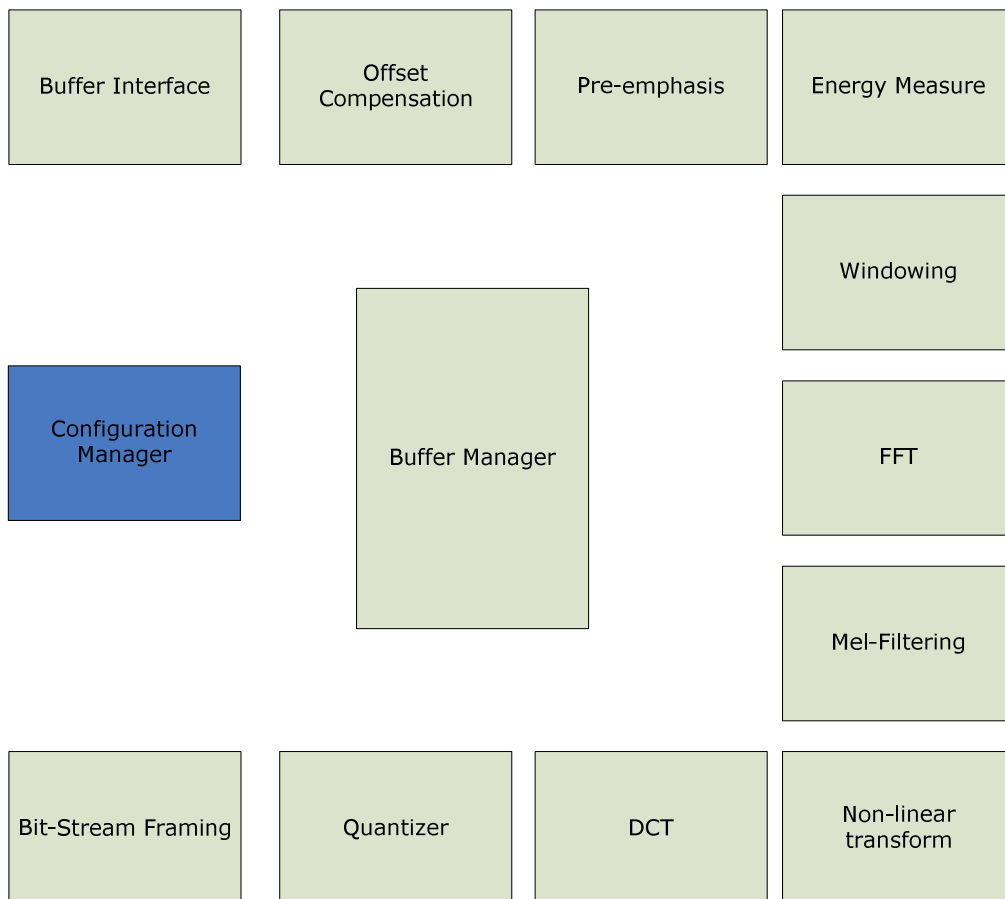 Buffer Interface
Offset
Compensation
Pre-emphasis
Energy Measure
Windowing
Configuration
Manager
Buffer Manager
FFT
Mel-Filtering
Bit-Stream Framing
Quantizer
DCT
Non-linear
transform